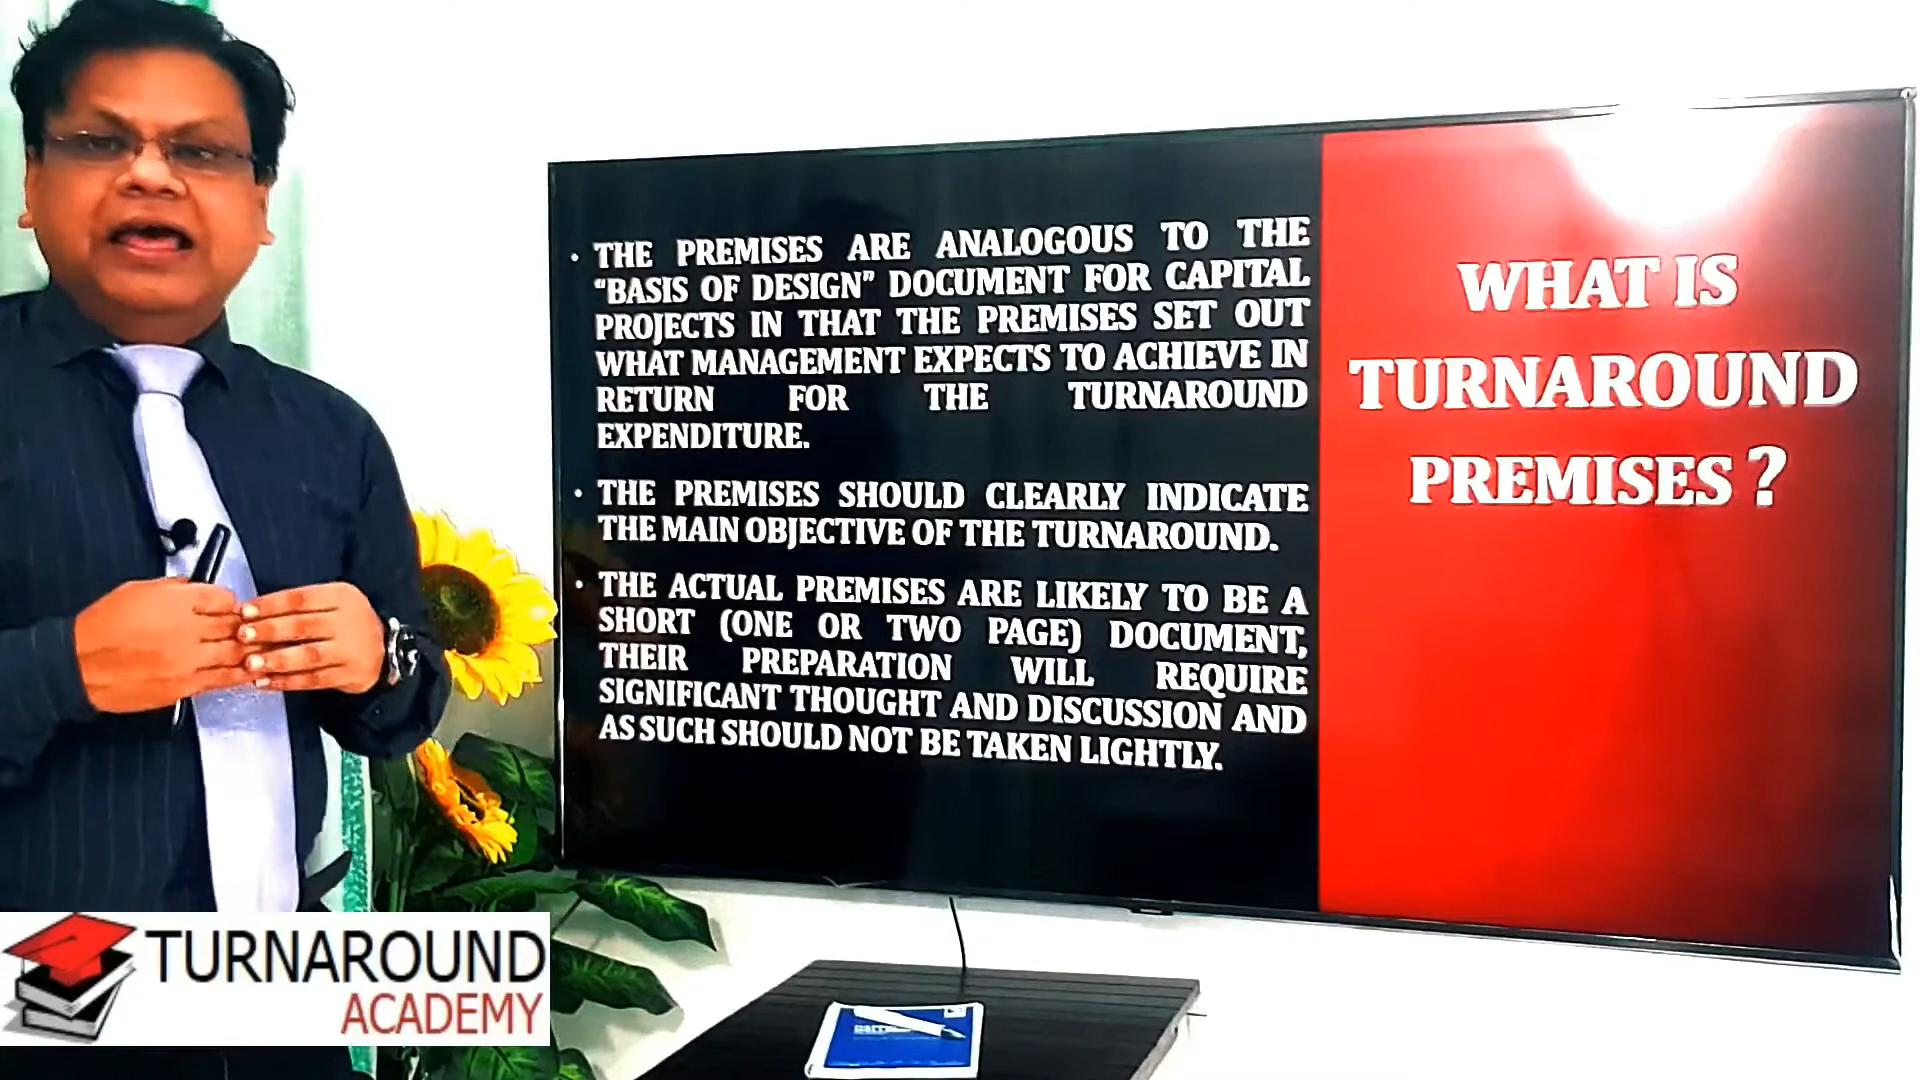 • THE PREMISES ARE ANALOGOUS TO THE
"BASIS OF DESIGN" DOCUMENT FOR CAPITAL
PROJECTS IN THAT THE PREMISES SET OUT
WHAT MANAGEMENT EXPECTS TO ACHIEVE IN
RETURN FOR THE TURNAROUND
EXPENDITURE.
• THE PREMISES SHOULD CLEARLY INDICATE
THE MAIN OBJECTIVE OF THE TURNAROUND.
• THE ACTUAL PREMISES ARE LIKELY TO BE A
SHORT (ONE OR TWO PAGE) DOCUMENT,
THEIR PREPARATION WILL REQUIRE
SIGNIFICANT THOUGHT AND DISCUSSION AND
AS SUCH SHOULD NOT BE TAKEN LIGHTLY.
WHAT IS
TURNAROUND
PREMISES ?
TURNAROUND
ACADEMY